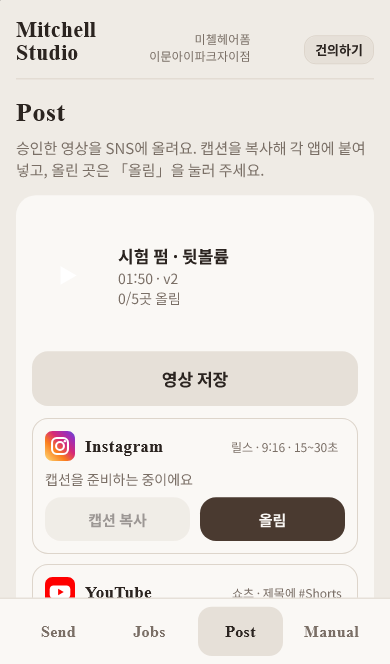 Mitchell
Studio
미젤헤어폼
이문아이파크자이점
건의하기
Post
승인한 영상을 SNS에 올려요. 캡션을 복사해 각 앱에 붙여
넣고, 올린 곳은 「올림」을 눌러 주세요.
시험 펌 · 뒷볼륨
01:50 · v2
0/5곳 올림
영상 저장
Instagram
릴스 · 9:16 · 15~30초
캡션을 준비하는 중이에요
캡션 복사
올림
YouTube
쇼츠 · 제목에 #Shorts
Send
Jobs
Post
Manual